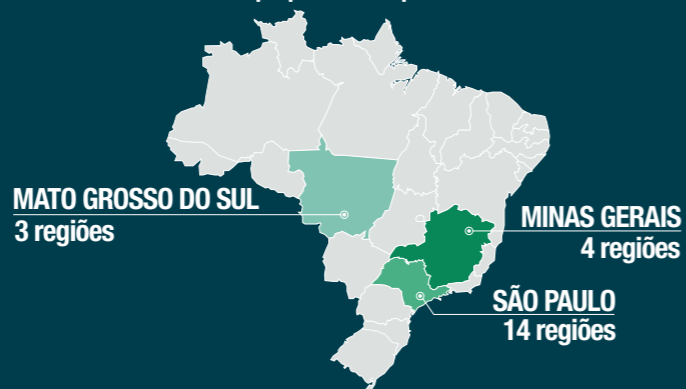 MATO GROSSO DO SUL
3 regiões
MINAS GERAIS
4 regiões
SÃO PAULO
14 regiões